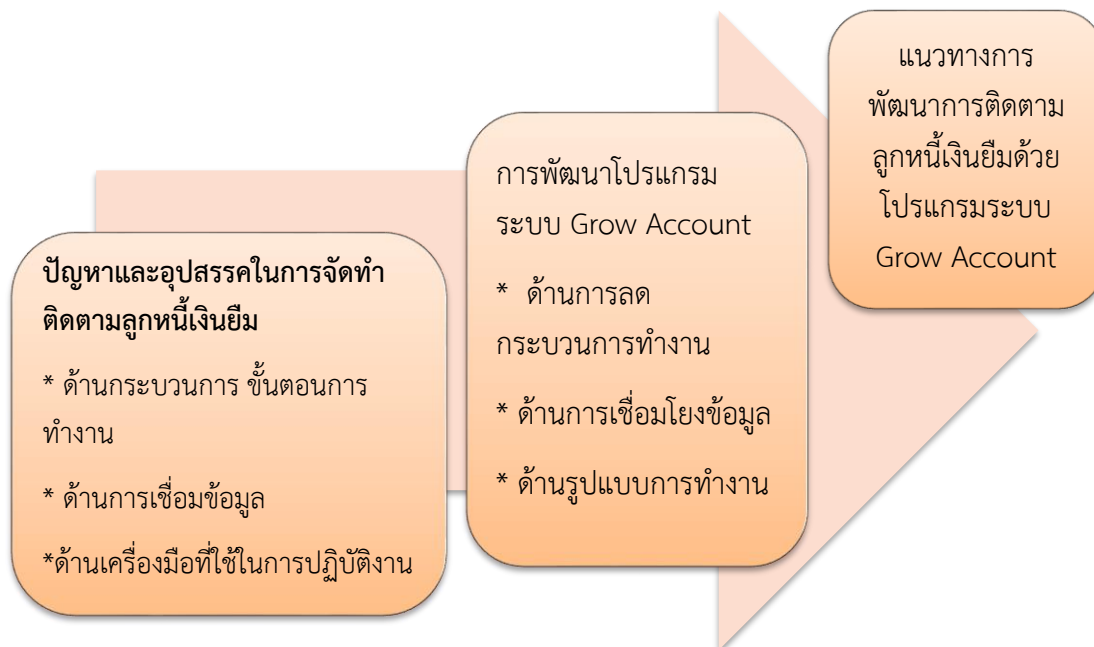 ปัญหาและอุปสรรคในการจัดทำ
ติดตามลูกหนี้เงินยืม
* ด้านกระบวนการ ขั้นตอนการ
ทำงาน
* ด้านการเชื่อมข้อมูล
*ด้านเครื่องมือที่ใช้ในการปฏิบัติงาน
การพัฒนาโปรแกรม
ระบบ Grow Account
* ด้านการลด
กระบวนการทำงาน
* ด้านการเชื่อมโยงข้อมูล
* ด้านรูปแบบการทำงาน
แนวทางการ
พัฒนาการติดตาม
ลูกหนี้เงินยืมด้วย
โปรแกรมระบบ
Grow Account